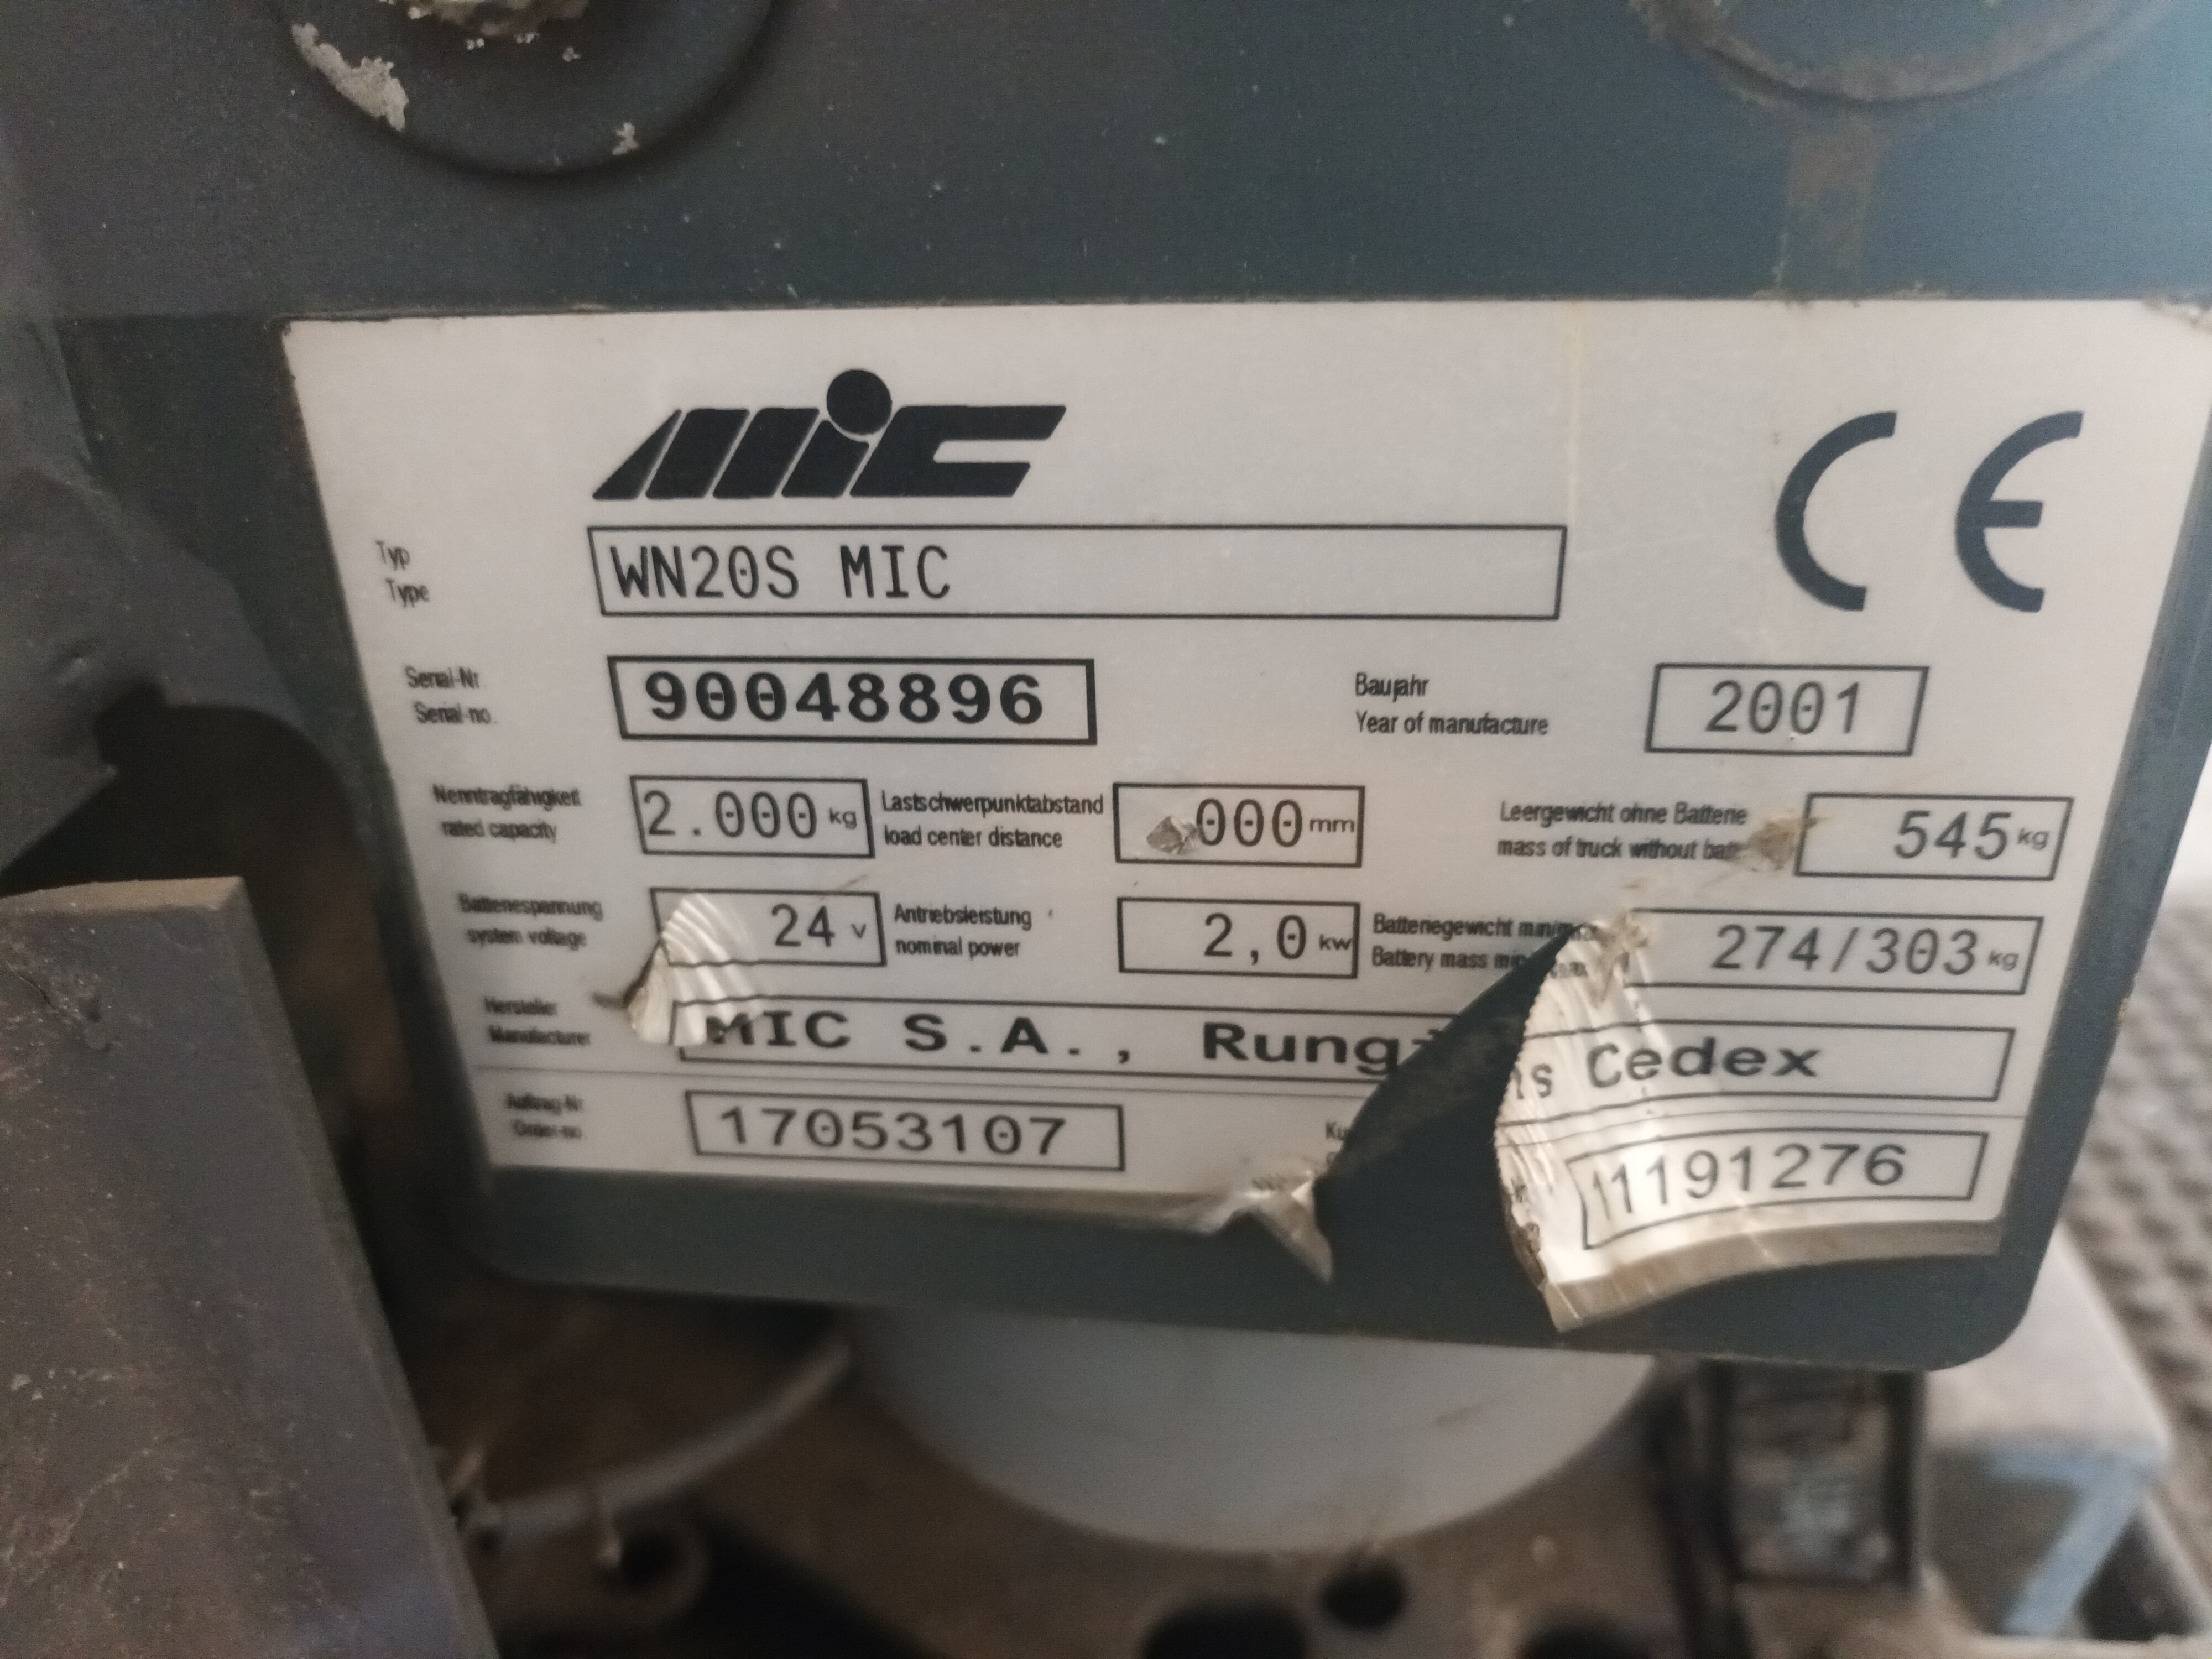 MIC
CE
Typ
Type
WN20S MIC
Serial-Nr.
Serial-no.
90048896
Baujahr
Year of manufacture
2001
Nenntragfähigkeit
rated capacity
2.000 kg
Lastschwerpunktabstand
load center distance
000 mm
Leergewicht ohne Batterie
mass of truck without
545 kg
Batteriespannung
system voltage
24 V
Antriebsleistung
nominal power
2,0 kw
Batteriegewicht
Battery mass
274/303 kg
Hersteller
Manufacturer
MIC S.A., Cedex
Auftrag-Nr.
Order-no.
17053107
11191276